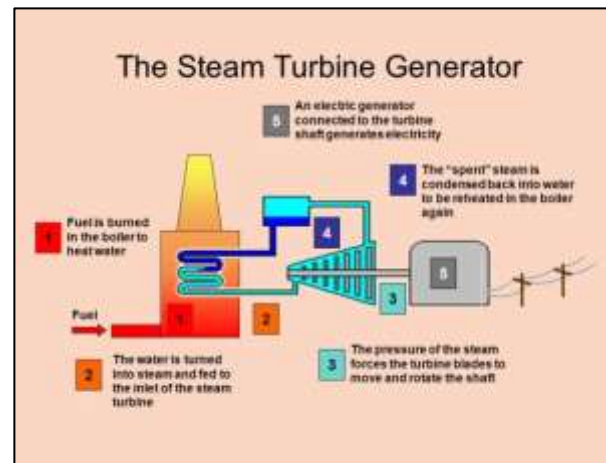 The Steam Turbine Generator
5
An electric generator
connected to the turbine
shaft generates electricity
4
The "spent" steam is
condensed back into water
to be reheated in the boiler
again
1
Fuel is burned
in the boiler to
heat water
4
5
3
Fuel
1
2
2
The water is turned
into steam and fed to
the inlet of the steam
turbine
3
The pressure of the steam
forces the turbine blades to
move and rotate the shaft